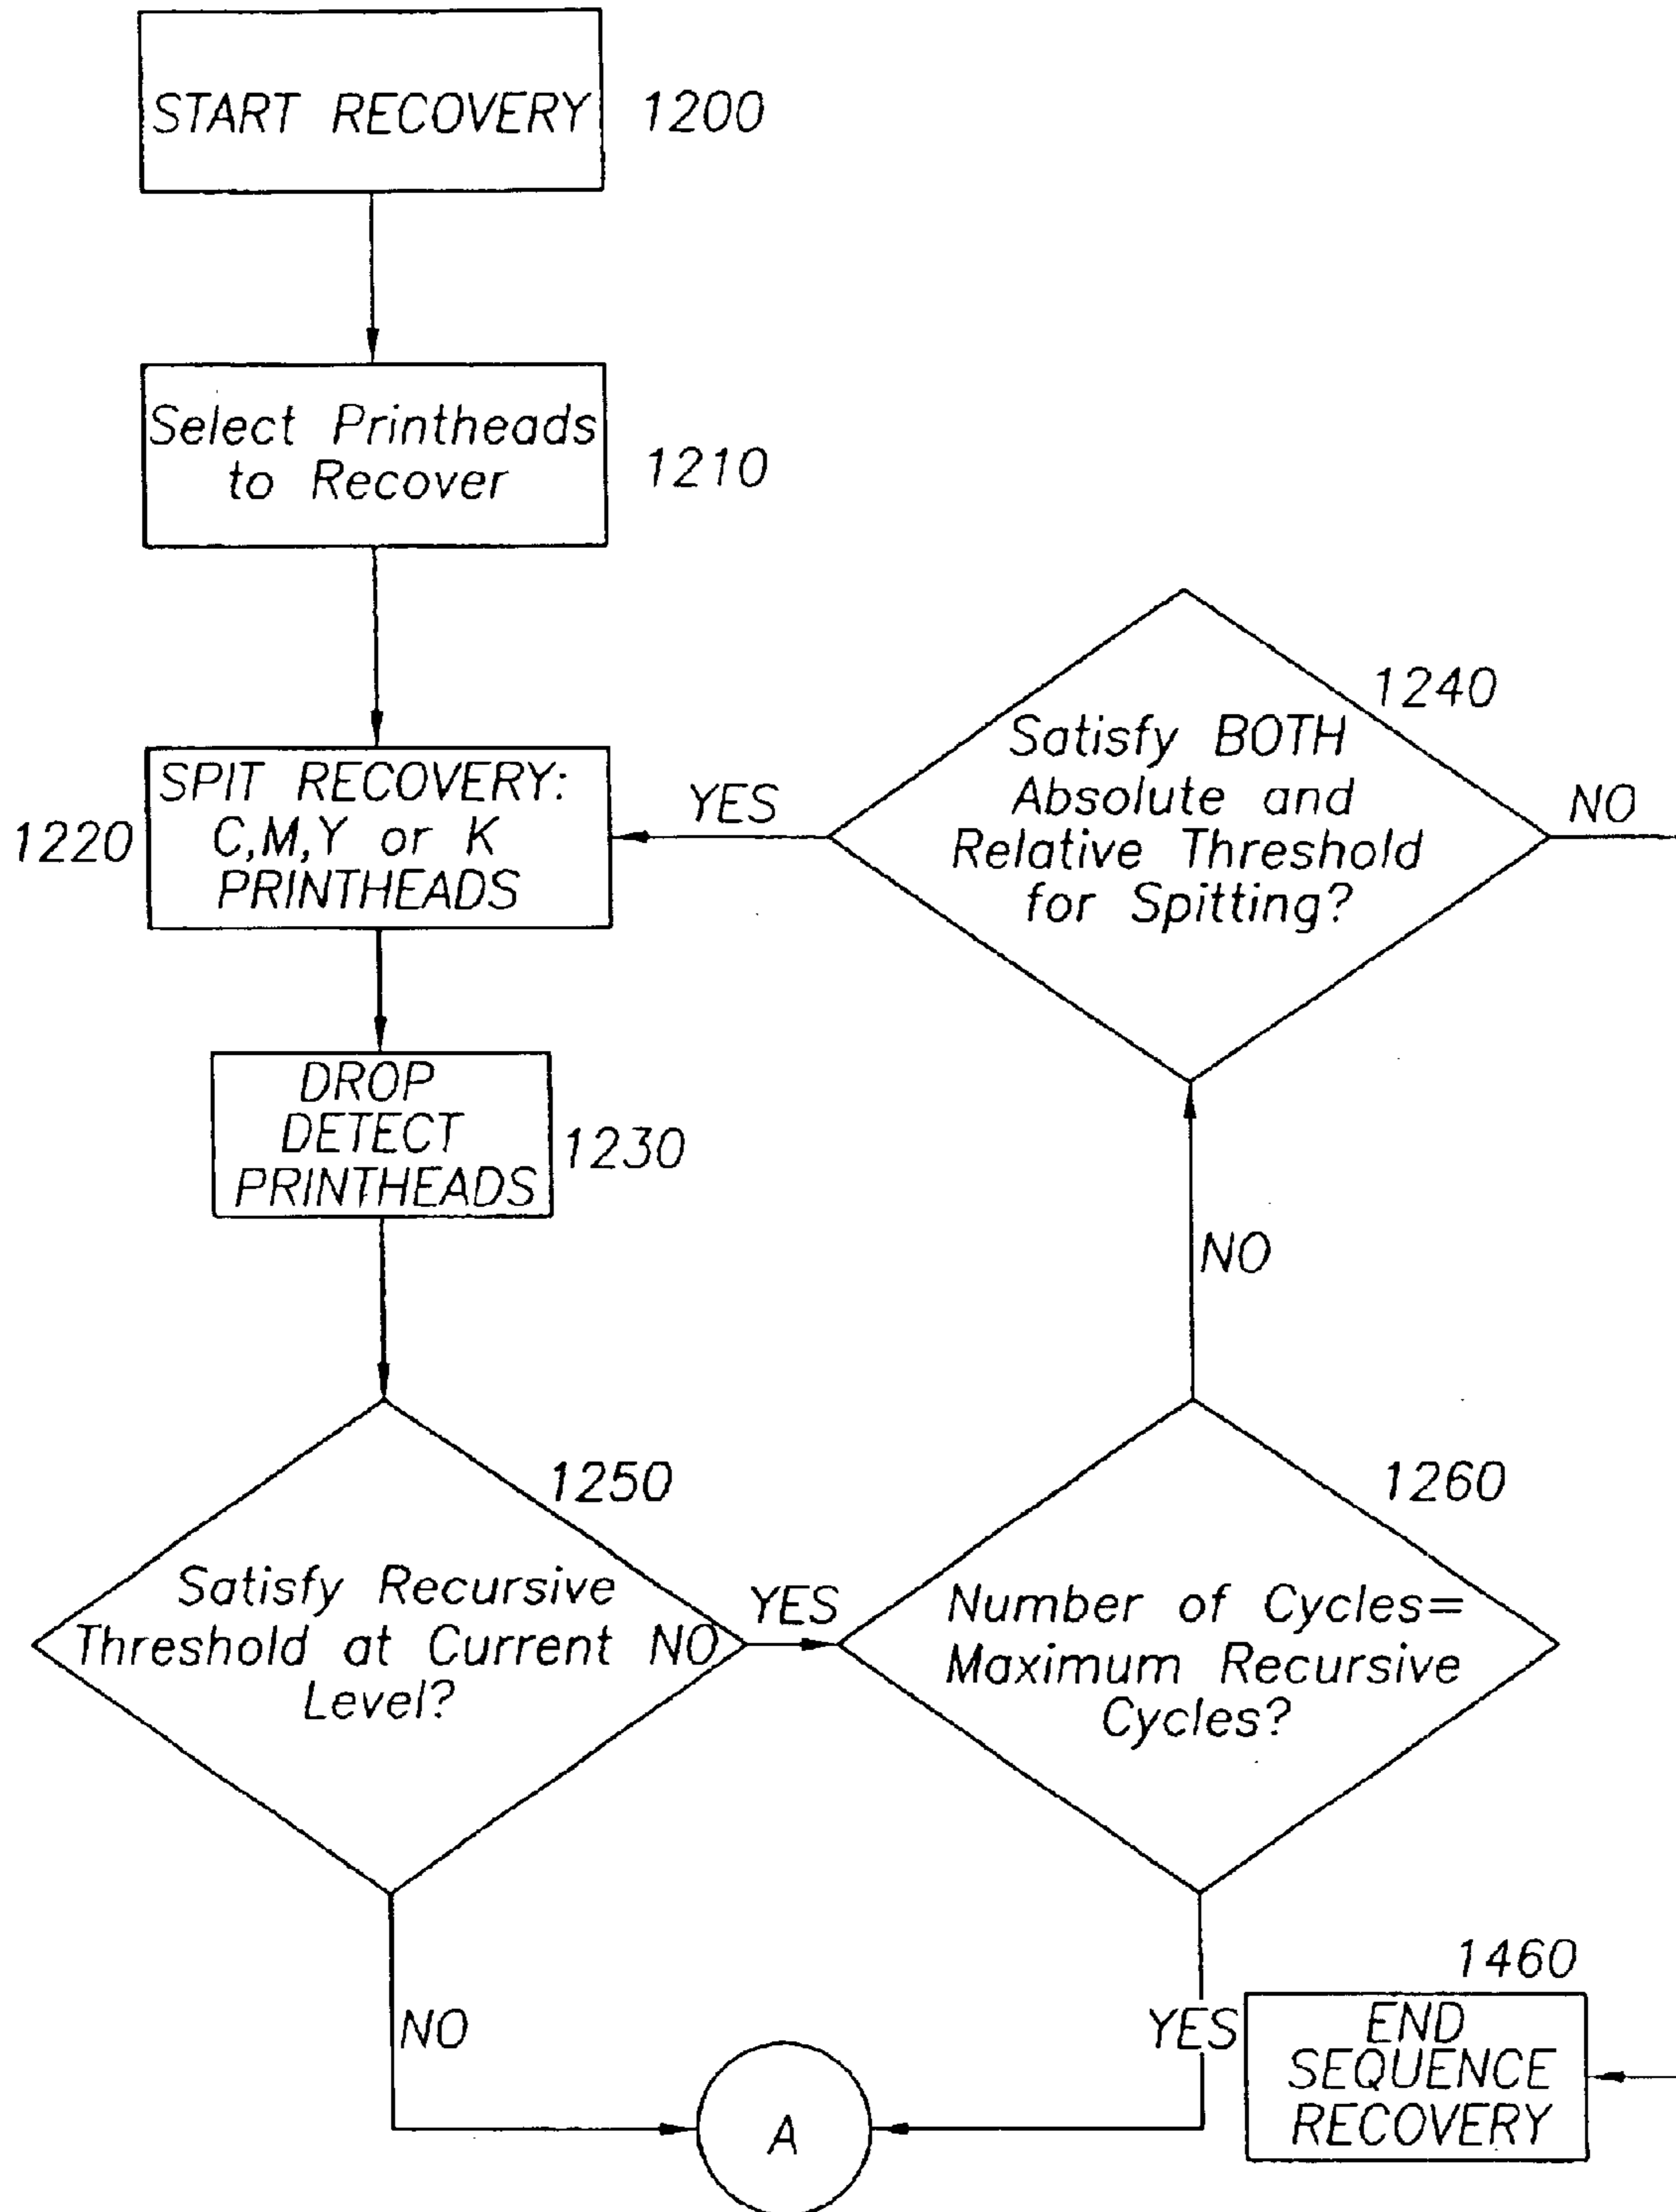 START RECOVERY
1200
Select Printheads
to Recover
1210
1240
Satisfy BOTH
Absolute and
Relative Threshold
for Spitting?
YES
NO
SPIT RECOVERY:
C,M,Y or K
PRINTHEADS
1220
DROP
DETECT
PRINTHEADS
1230
NO
1250
Satisfy Recursive
Threshold at Current NO
Level?
YES
1260
Number of Cycles=
Maximum Recursive
Cycles?
NO
YES
1460
END
SEQUENCE
RECOVERY
A